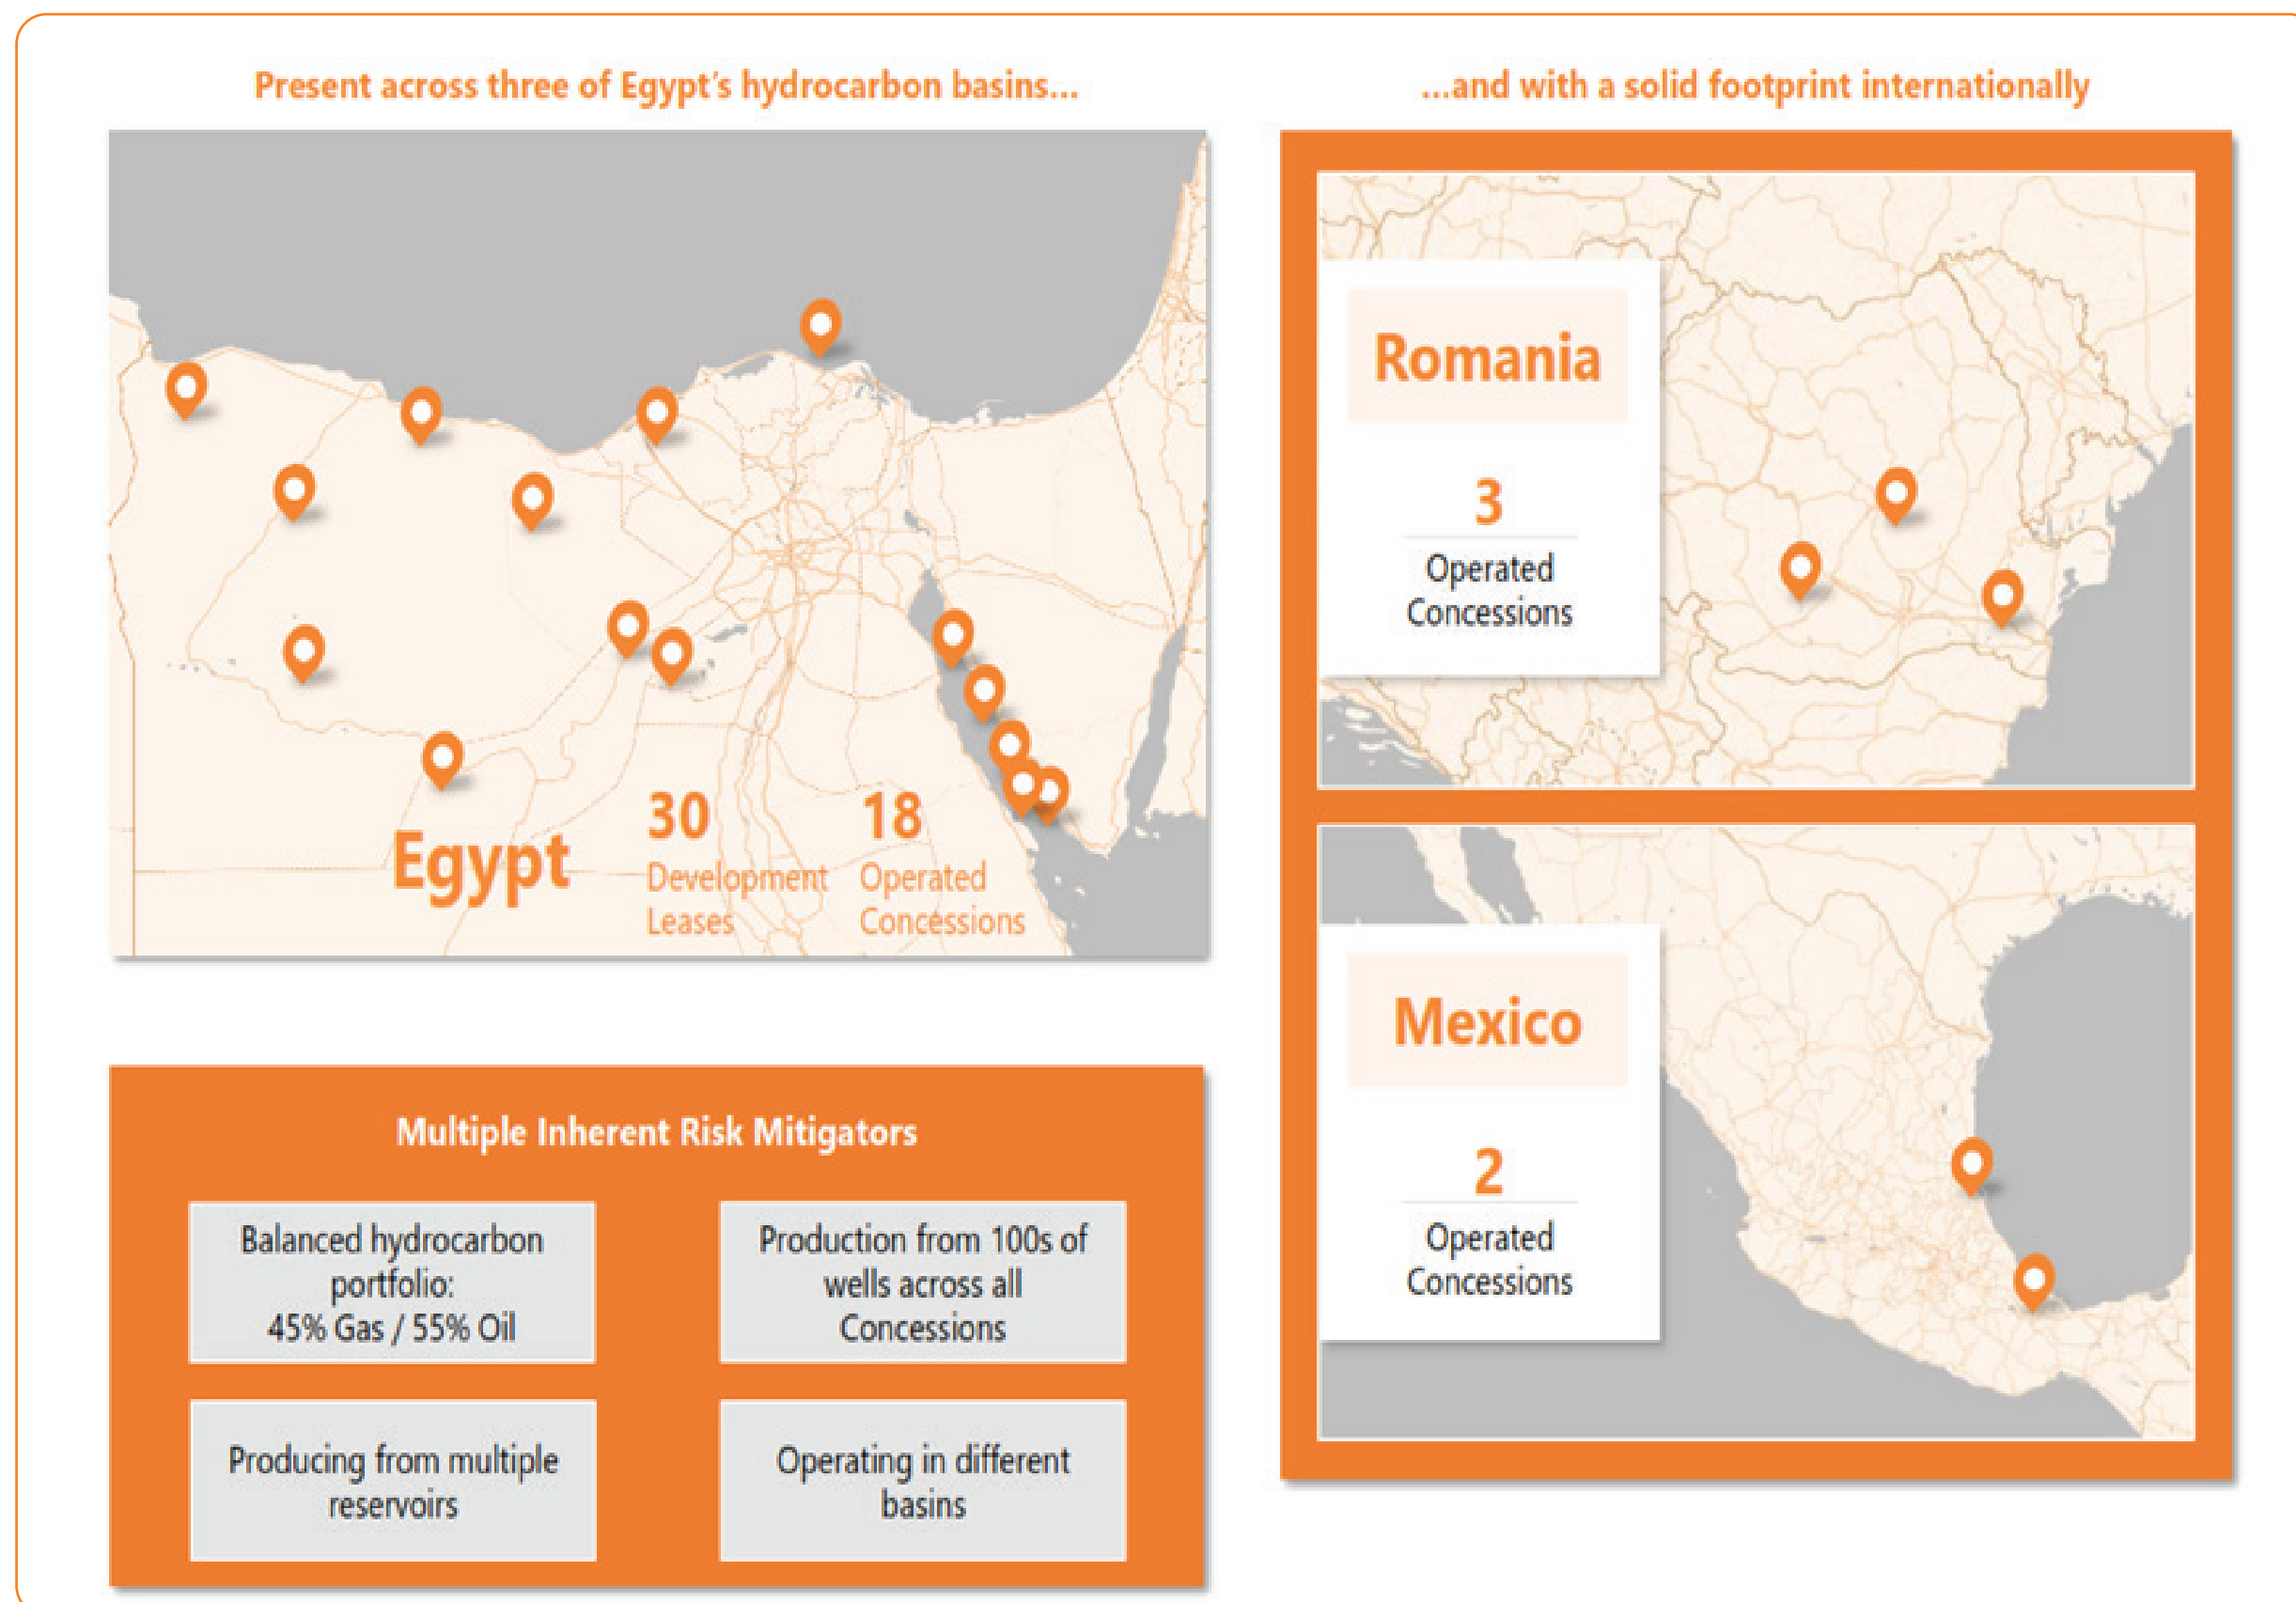 Present across three of Egypt's hydrocarbon basins...
Egypt
30
Development
Leases
18
Operated
Concessions
Multiple Inherent Risk Mitigators
Balanced hydrocarbon
portfolio:
45% Gas / 55% Oil
Production from 100s of
wells across all
Concessions
Producing from multiple
reservoirs
Operating in different
basins
...and with a solid footprint internationally
Romania
3
Operated
Concessions
Mexico
2
Operated
Concessions